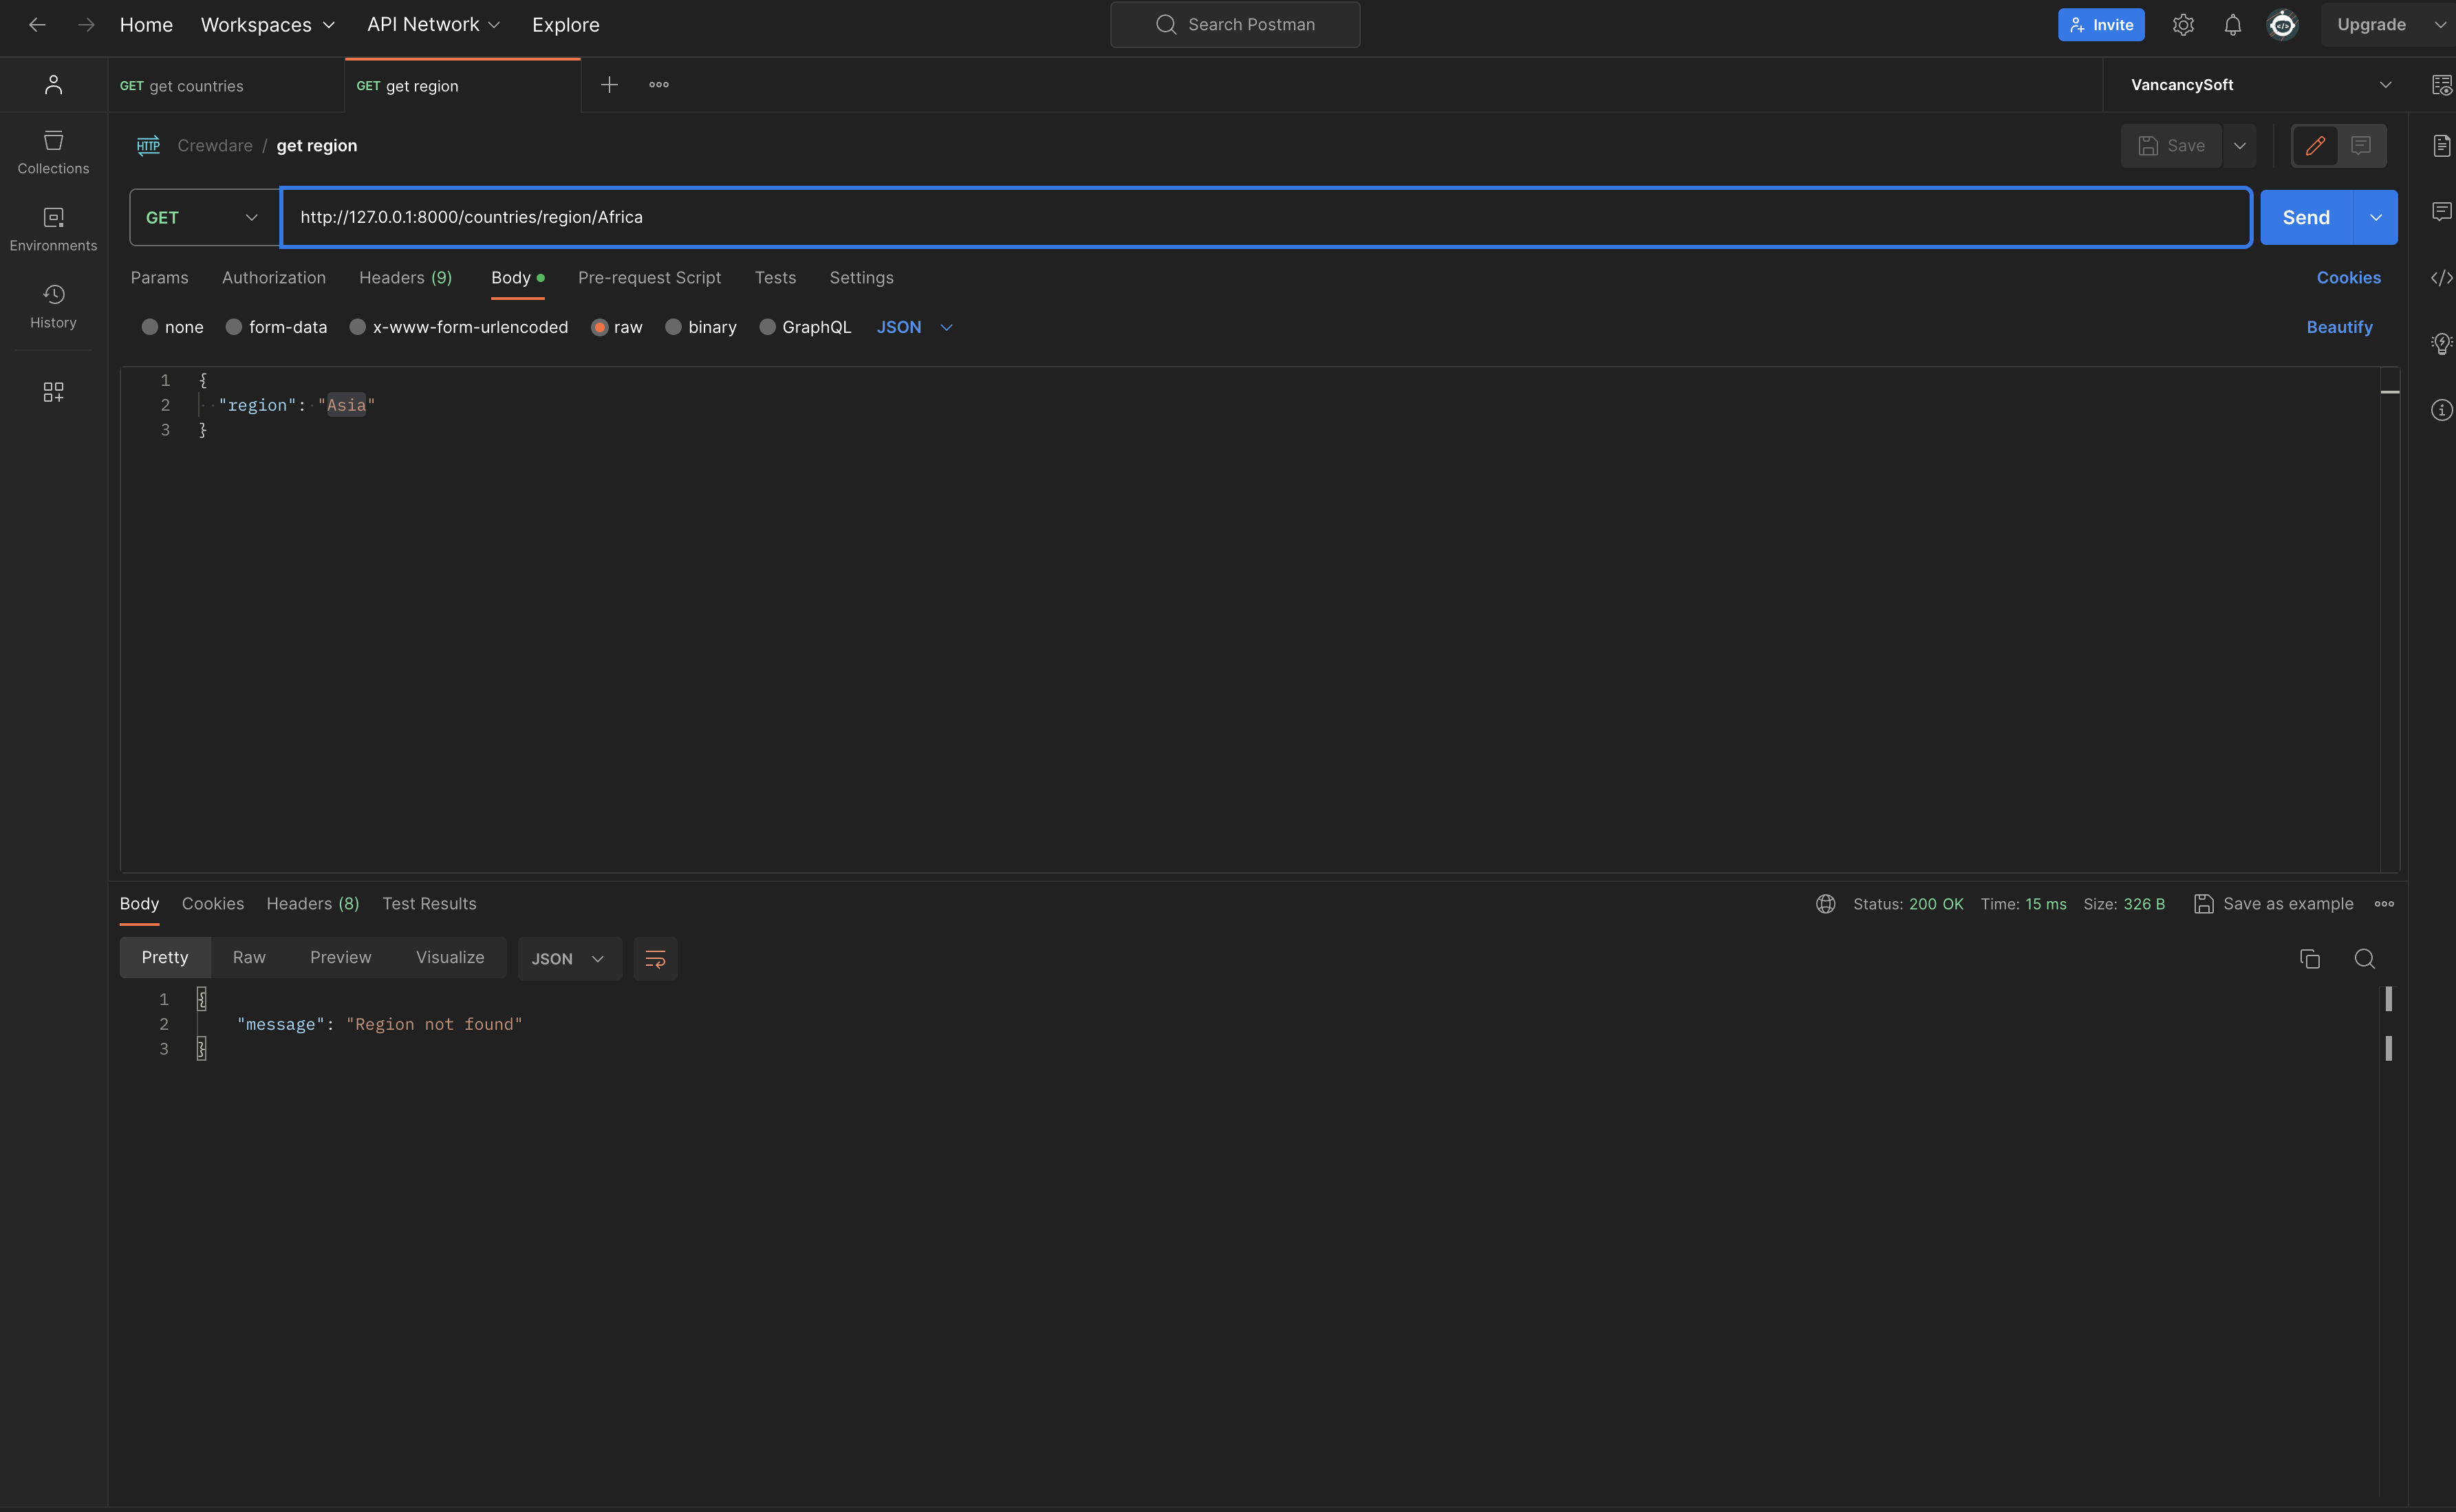 Home Workspaces API Network Explore Search Postman Invite Upgrade
GET get countries GET get region VancancySoft
HTTP Crewdare / get region Save
GET http://127.0.0.1:8000/countries/region/Africa Send
Params Authorization Headers (9) Body Pre-request Script Tests Settings Cookies
none form-data x-www-form-urlencoded raw binary GraphQL JSON Beautify
Collections
Environments
History
1 {
2 "region": "Asia"
3 }
Body Cookies Headers (8) Test Results Status: 200 OK Time: 15 ms Size: 326 B Save as example
Pretty Raw Preview Visualize JSON
1 {
2 "message": "Region not found"
3 }